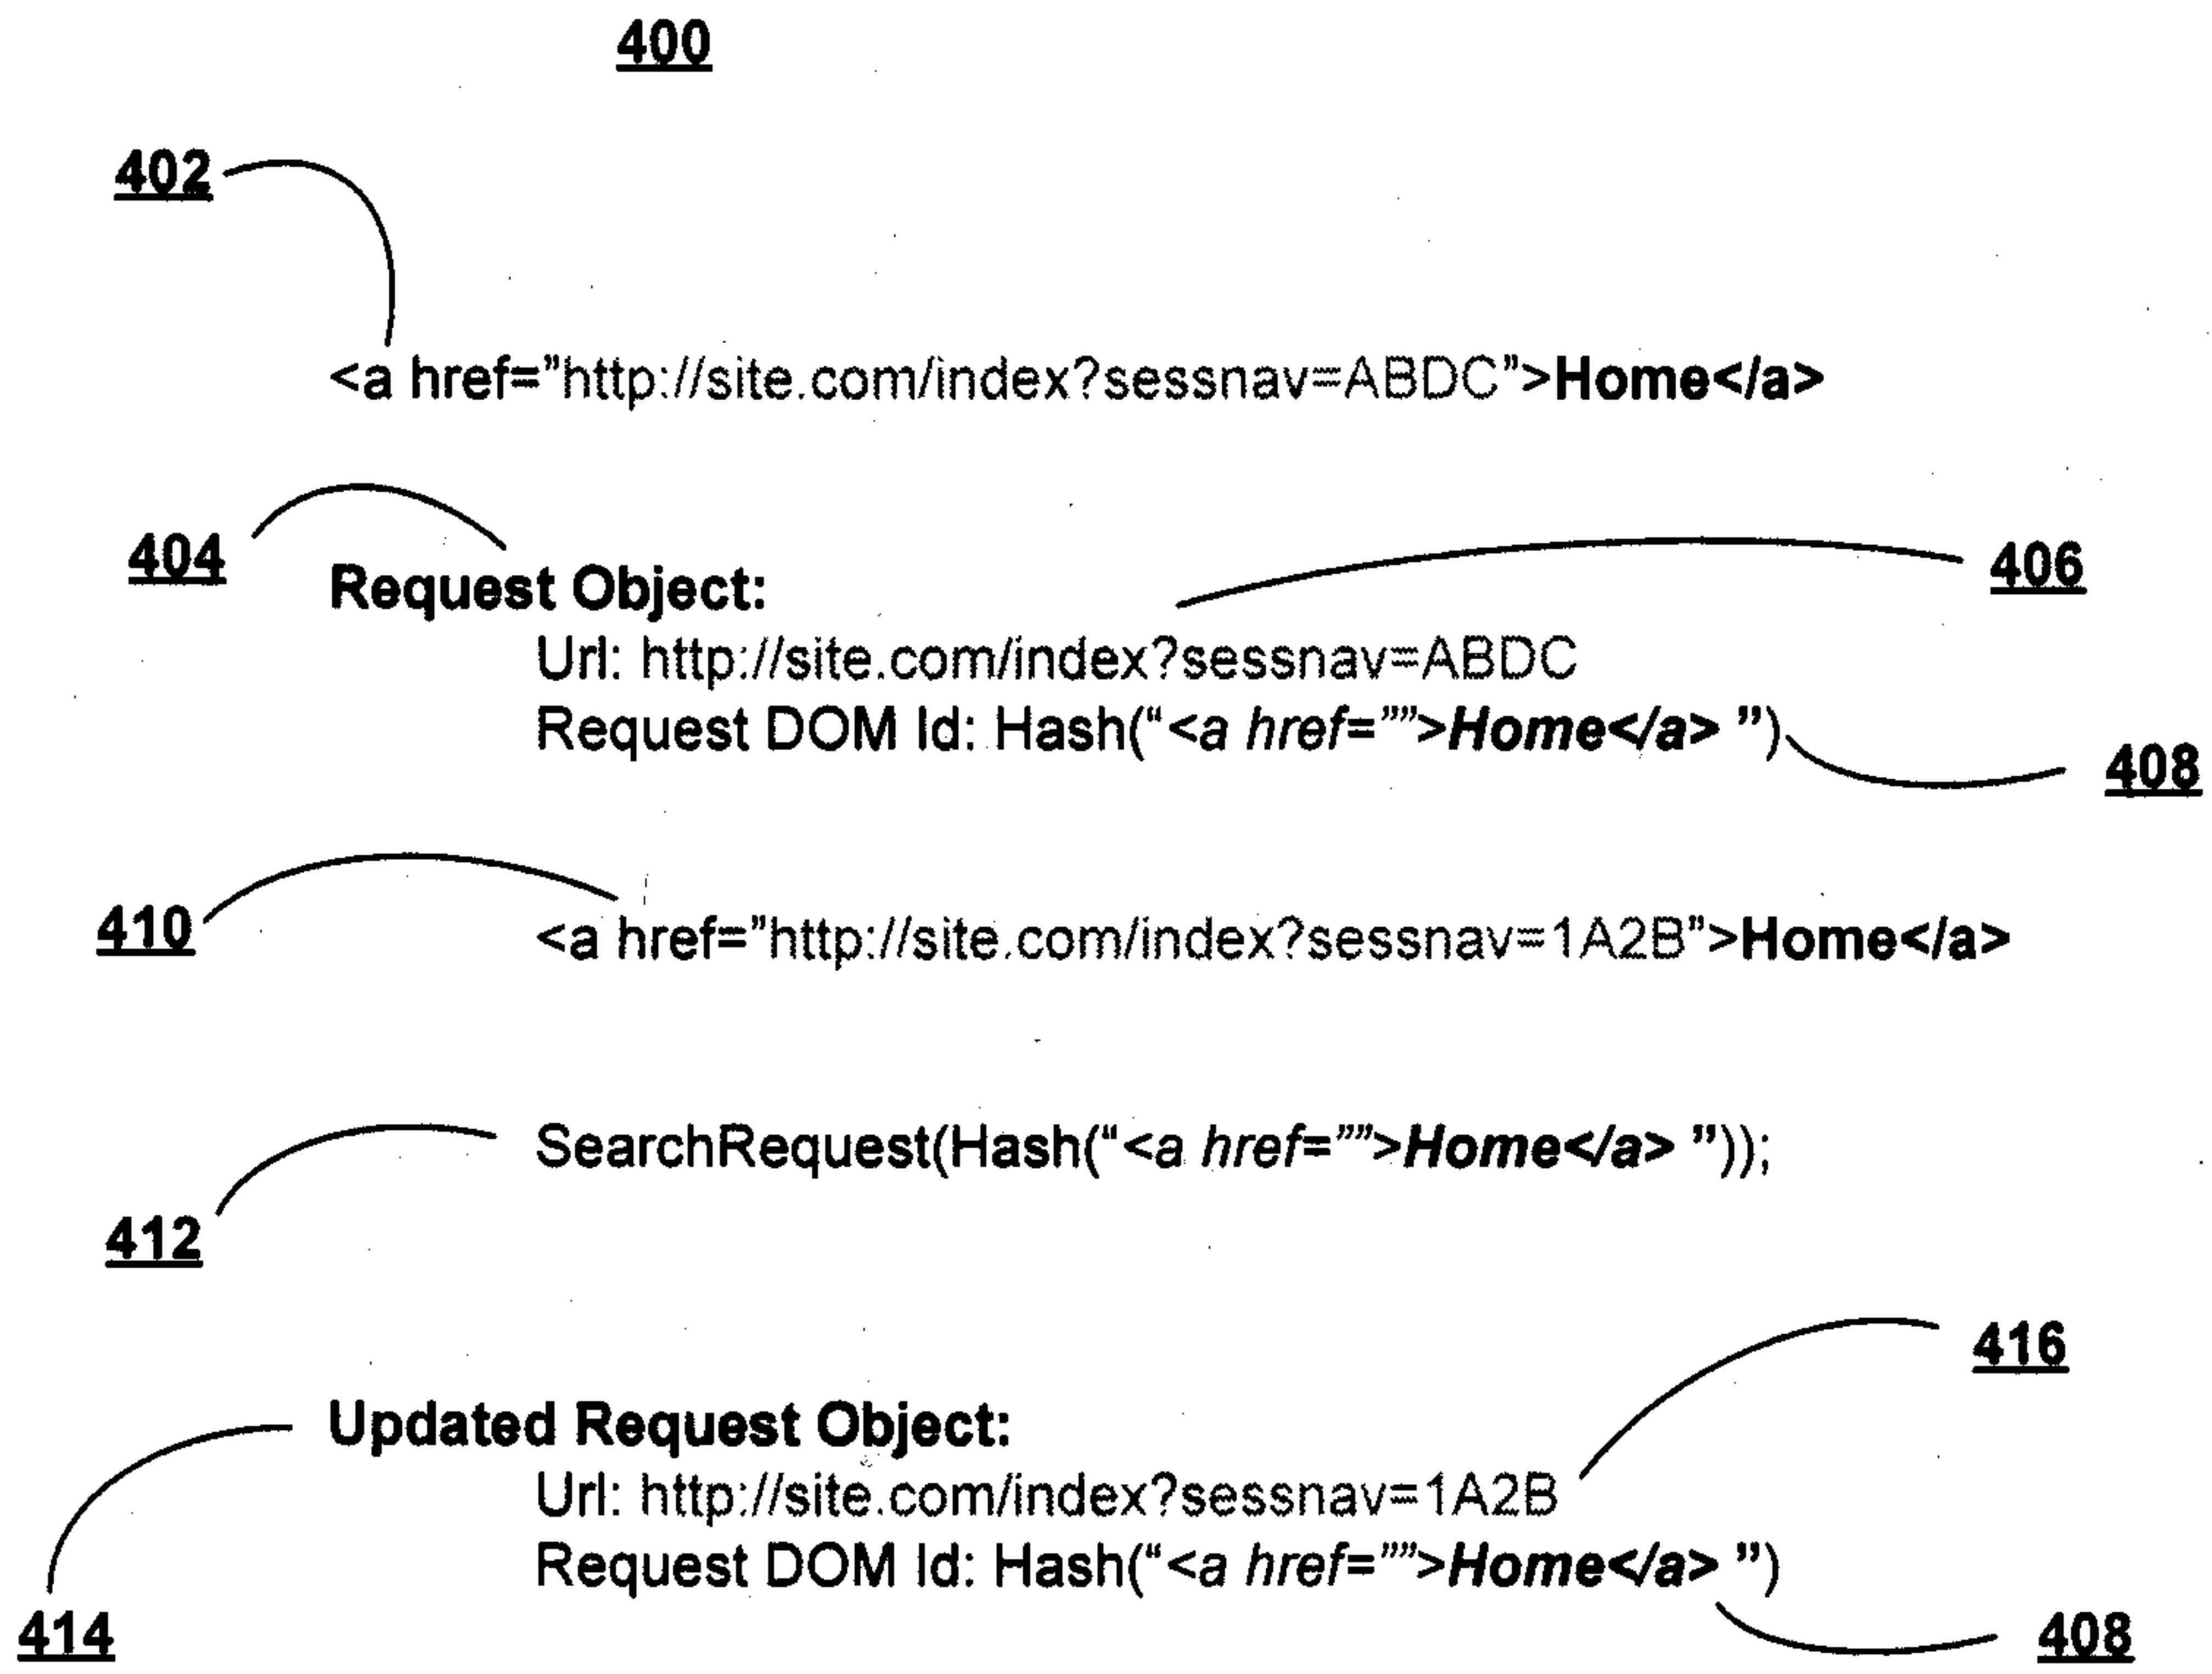 400
402
<a href=”http://site.com/index?sessnav=ABDC”>Home</a>
404
Request Object:
406
Url: http://site.com/index?sessnav=ABDC
Request DOM Id: Hash(“<a href=””>Home</a> ”)
408
410
<a href=”http://site.com/index?sessnav=1A2B”>Home</a>
SearchRequest(Hash(“<a href=””>Home</a> ”));
412
416
Updated Request Object:
Url: http://site.com/index?sessnav=1A2B
Request DOM Id: Hash(“<a href=””>Home</a> ”)
414
408